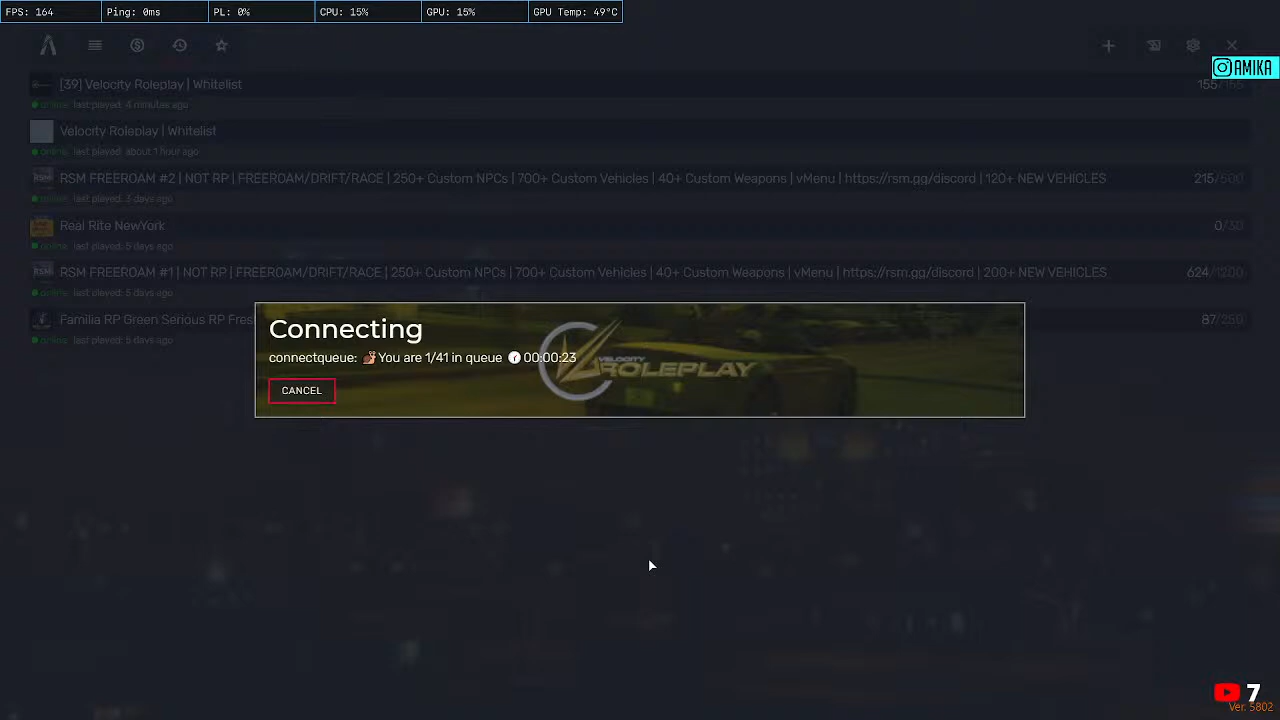 FPS: 164 Ping: 0ms PL: 0% CPU: 15% GPU: 15% GPU Temp: 49°C
AMIKA
[39] Velocity Roleplay | Whitelist 155/155
online last played: 4 minutes ago
Velocity Roleplay | Whitelist
online last played: about 1 hour ago
RSM RSM FREEROAM #2 | NOT RP | FREEROAM/DRIFT/RACE | 250+ Custom NPCs | 700+ Custom Vehicles | 40+ Custom Weapons | vMenu | https://rsm.gg/discord | 120+ NEW VEHICLES 215/500
online last played: 3 days ago
Real Rite NewYork 0/30
online last played: 5 days ago
RSM RSM FREEROAM #1 | NOT RP | FREEROAM/DRIFT/RACE | 250+ Custom NPCs | 700+ Custom Vehicles | 40+ Custom Weapons | vMenu | https://rsm.gg/discord | 200+ NEW VEHICLES 624/1200
online last played: 5 days ago
Familia RP Green Serious RP Fres 87/250
online last played: 5 days ago
Connecting
connectqueue: 🐌You are 1/41 in queue 🕐00:00:23
VELOCITY
ROLEPLAY
CANCEL
7
Ver. 5802